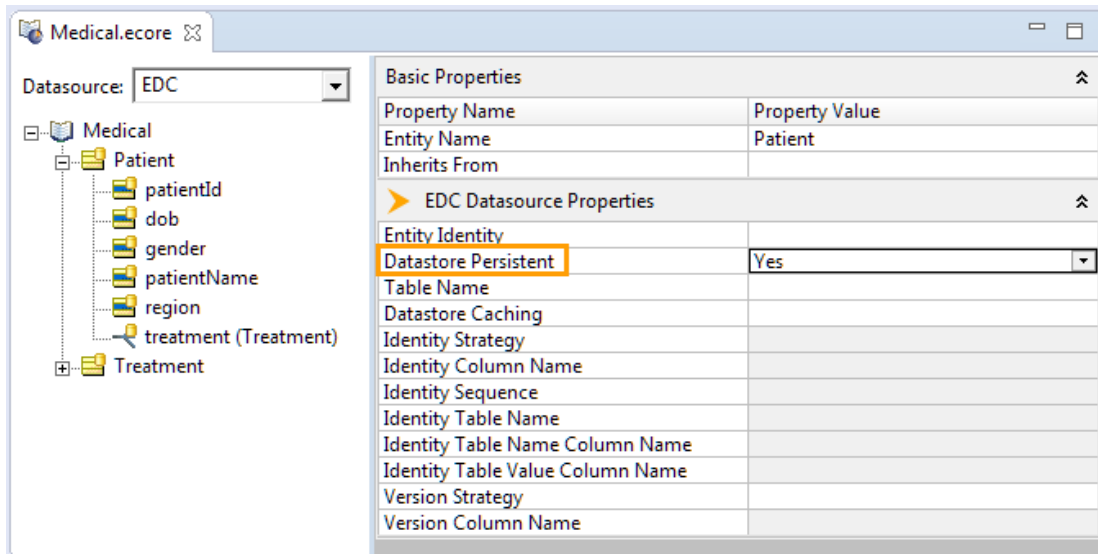 Medical.ecore
Datasource: EDC
Medical
Patient
patientId
dob
gender
patientName
region
treatment (Treatment)
Treatment
Basic Properties
Property Name Property Value
Entity Name Patient
Inherits From
EDC Datasource Properties
Entity Identity
Datastore Persistent Yes
Table Name
Datastore Caching
Identity Strategy
Identity Column Name
Identity Sequence
Identity Table Name
Identity Table Name Column Name
Identity Table Value Column Name
Version Strategy
Version Column Name